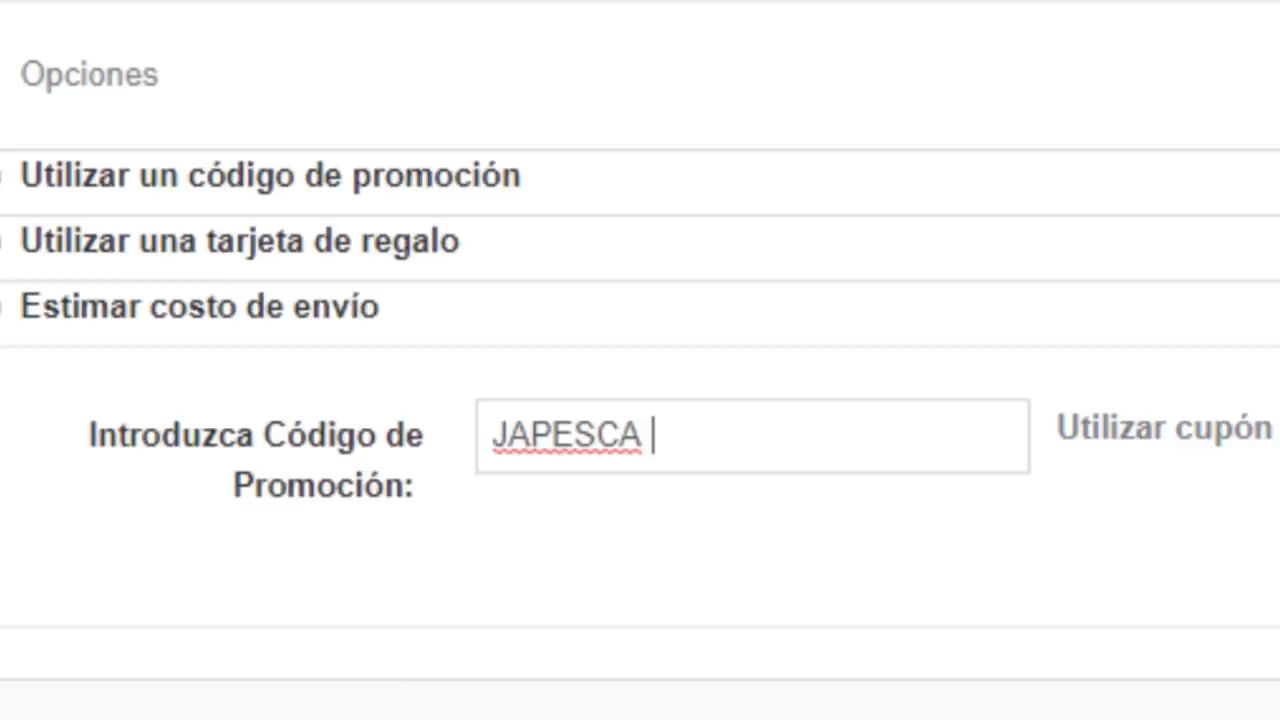 Opciones
Utilizar un código de promoción
Utilizar una tarjeta de regalo
Estimar costo de envío
Introduzca Código de
Promoción:
JAPESCA
Utilizar cupón